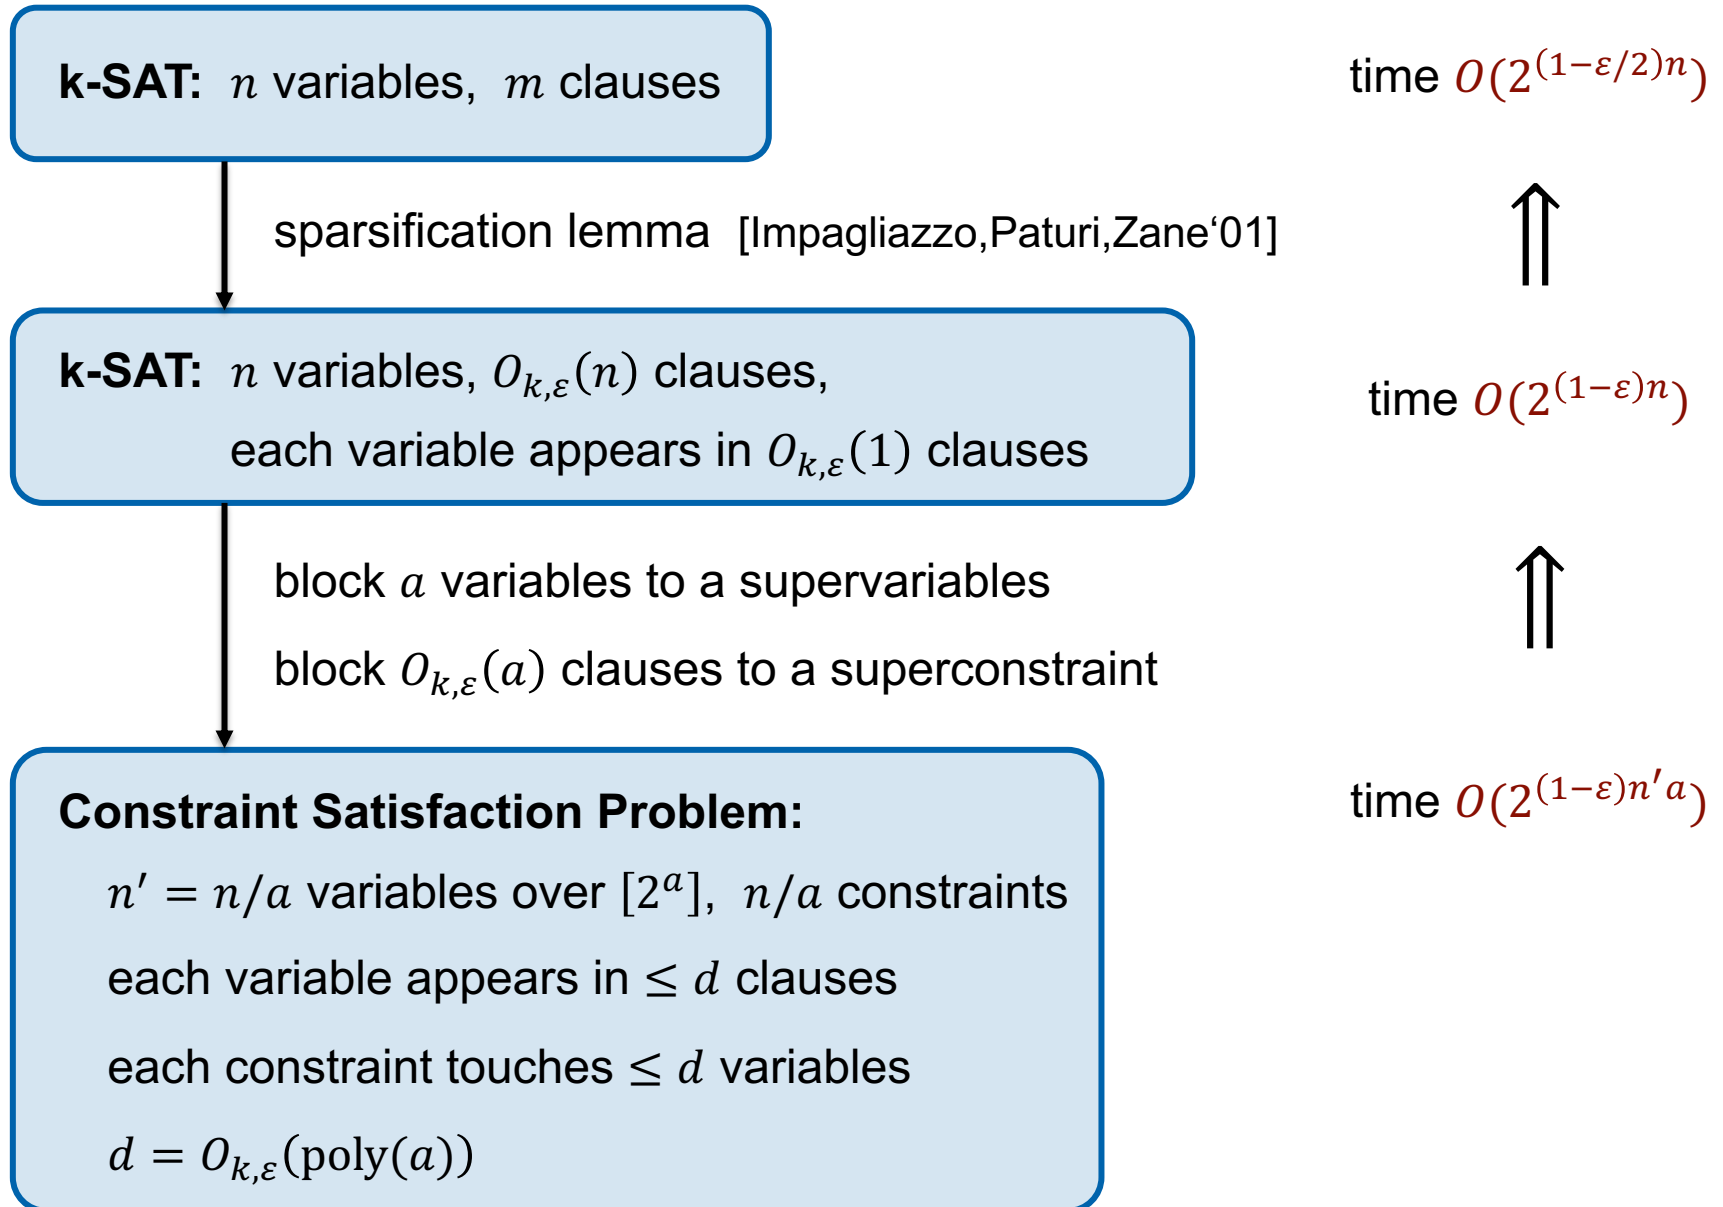 k-SAT: n variables, m clauses
time O(2^{(1−ε/2)n})
sparsification lemma [Impagliazzo,Paturi,Zane‘01]
⇑
k-SAT: n variables, O_{k,ε}(n) clauses,
each variable appears in O_{k,ε}(1) clauses
time O(2^{(1−ε)n})
block a variables to a supervariables
block O_{k,ε}(a) clauses to a superconstraint
⇑
Constraint Satisfaction Problem:
time O(2^{(1−ε)n′a})
n′ = n/a variables over [2^a], n/a constraints
each variable appears in ≤ d clauses
each constraint touches ≤ d variables
d = O_{k,ε}(poly(a))